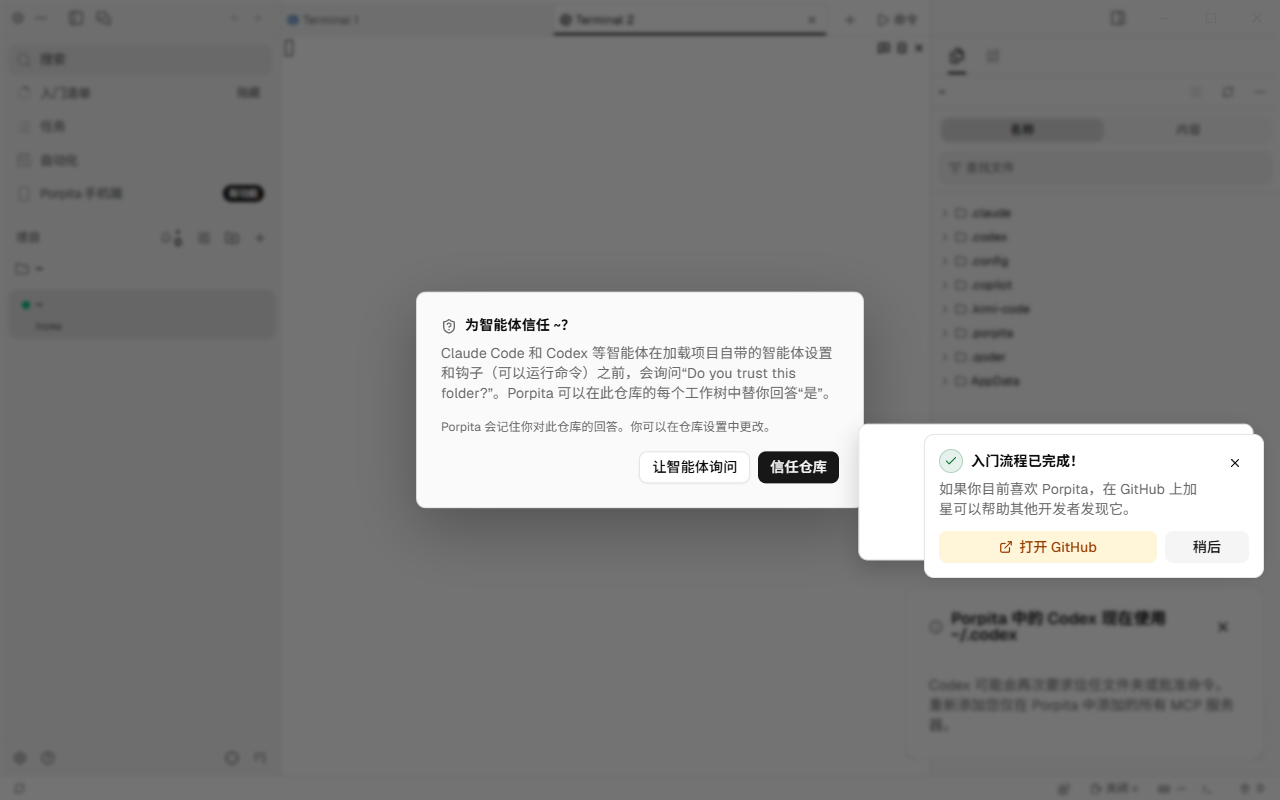 Terminal 1
Terminal 2
命令
搜索
入门清单
隐藏
任务
自动化
Porpita 手机端
项目
~
~
名称
内容
查找文件
.claude
.codex
.config
.copilot
.kimi-code
.porpita
.qoder
AppData
为智能体信任 ~?
Claude Code 和 Codex 等智能体在加载项目自带的智能体设置
和钩子（可以运行命令）之前，会询问“Do you trust this
folder?”。Porpita 可以在此仓库的每个工作树中替你回答“是”。
Porpita 会记住你对此仓库的回答。你可以在仓库设置中更改。
让智能体询问
信任仓库
入门流程已完成！
如果你目前喜欢 Porpita，在 GitHub 上加
星可以帮助其他开发者发现它。
打开 GitHub
稍后
Porpita 中的 Codex 现在使用
~/.codex
Codex 可能会再次要求信任文件夹或批准命令。
重新添加您仅在 Porpita 中添加的所有 MCP 服务
器。